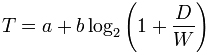 T = a + b log₂ (1 + D/W)